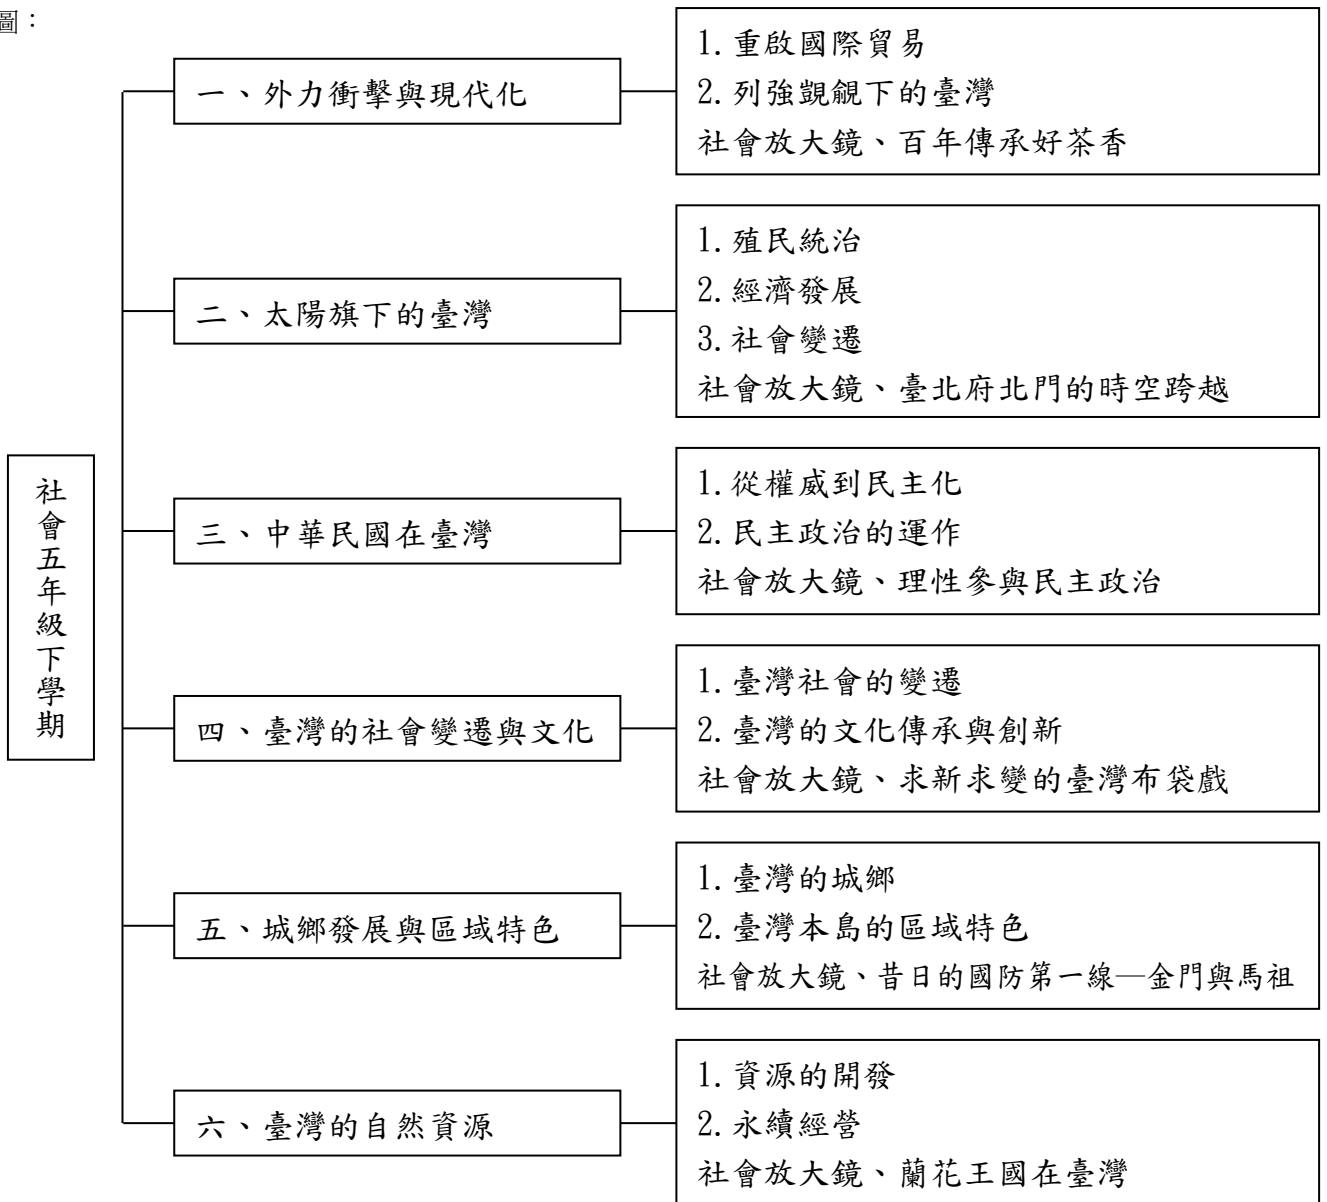 圖：
社會五年級下學期
一、外力衝擊與現代化
1.重啟國際貿易
2.列強覬覦下的臺灣
社會放大鏡、百年傳承好茶香
二、太陽旗下的臺灣
1.殖民統治
2.經濟發展
3.社會變遷
社會放大鏡、臺北府北門的時空跨越
三、中華民國在臺灣
1.從權威到民主化
2.民主政治的運作
社會放大鏡、理性參與民主政治
四、臺灣的社會變遷與文化
1.臺灣社會的變遷
2.臺灣的文化傳承與創新
社會放大鏡、求新求變的臺灣布袋戲
五、城鄉發展與區域特色
1.臺灣的城鄉
2.臺灣本島的區域特色
社會放大鏡、昔日的國防第一線—金門與馬祖
六、臺灣的自然資源
1.資源的開發
2.永續經營
社會放大鏡、蘭花王國在臺灣